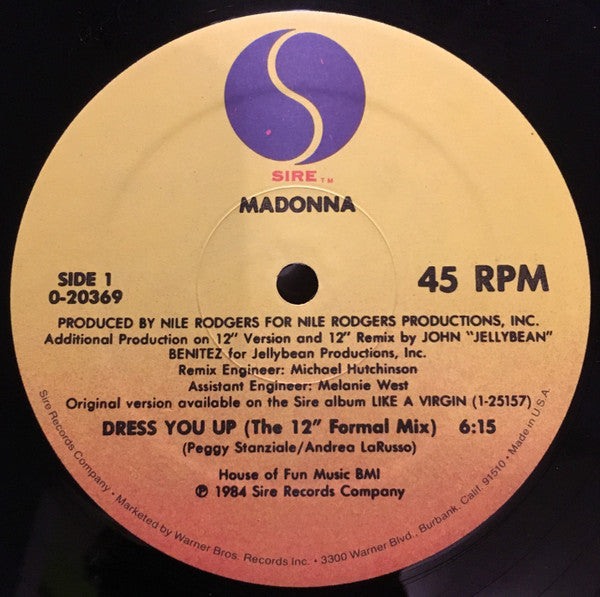 SIRE™
MADONNA
SIDE 1
0-20369
45 RPM
PRODUCED BY NILE RODGERS FOR NILE RODGERS PRODUCTIONS, INC.
Additional Production on 12" Version and 12" Remix by JOHN "JELLYBEAN"
BENITEZ for Jellybean Productions, Inc.
Remix Engineer: Michael Hutchinson
Assistant Engineer: Melanie West
Original version available on the Sire album LIKE A VIRGIN (1-25157)
DRESS YOU UP (The 12" Formal Mix) 6:15
(Peggy Stanziale/Andrea LaRusso)
House of Fun Music BMI
℗ 1984 Sire Records Company
Sire Records Company • Marketed by Warner Bros. Records Inc. • 3300 Warner Blvd., Burbank, Calif. 91510 • Made in U.S.A.